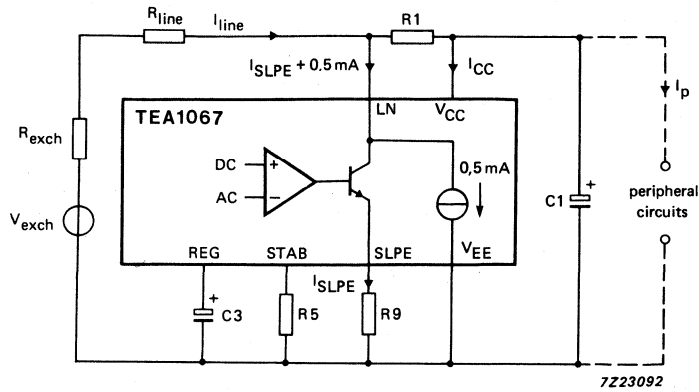 Rline
Iline
R1
ISLPE + 0.5 mA
ICC
Ip
LN
VCC
TEA1067
Rexch
DC
+
0,5 mA
AC
−
C1
+
peripheral
circuits
Vexch
REG
STAB
SLPE
VEE
ISLPE
+
C3
R5
R9
7Z23092